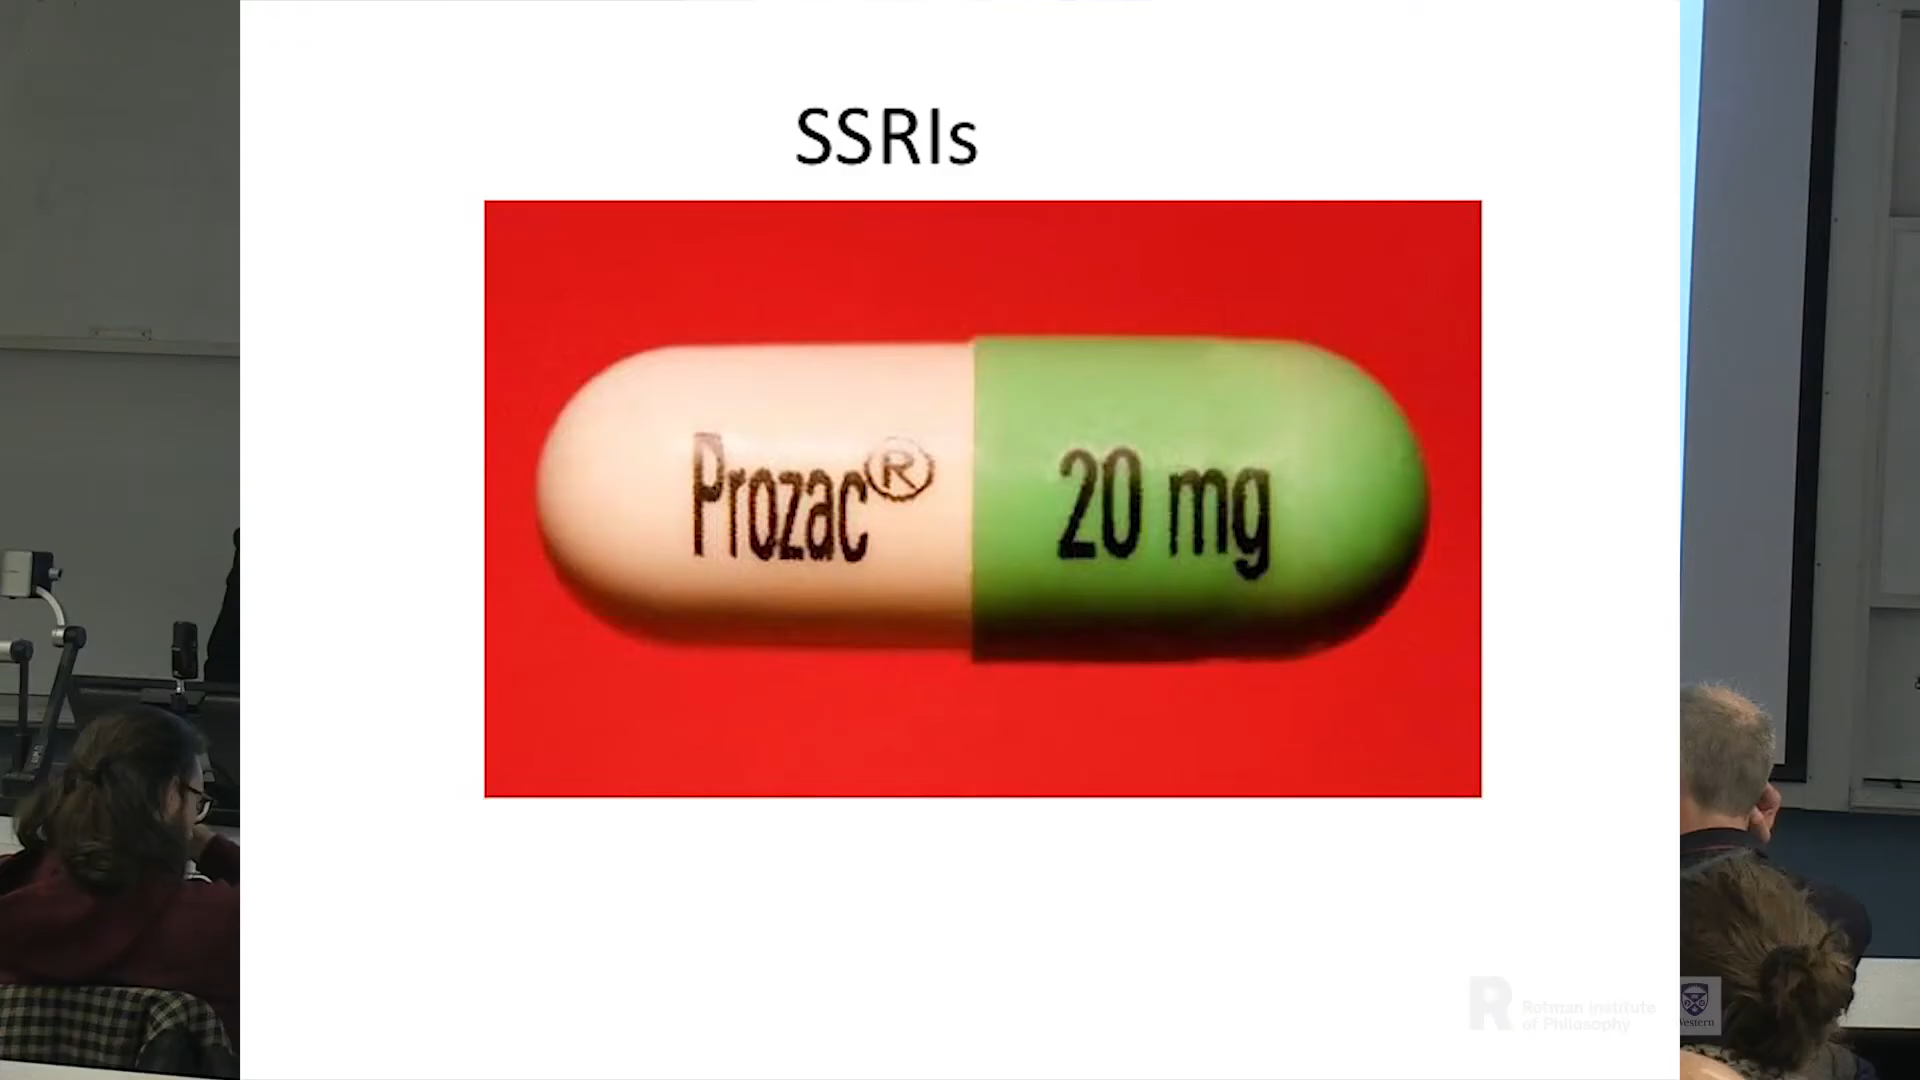 SSRIs
Prozac® 20 mg
Rotman Institute
of Philosophy
Western